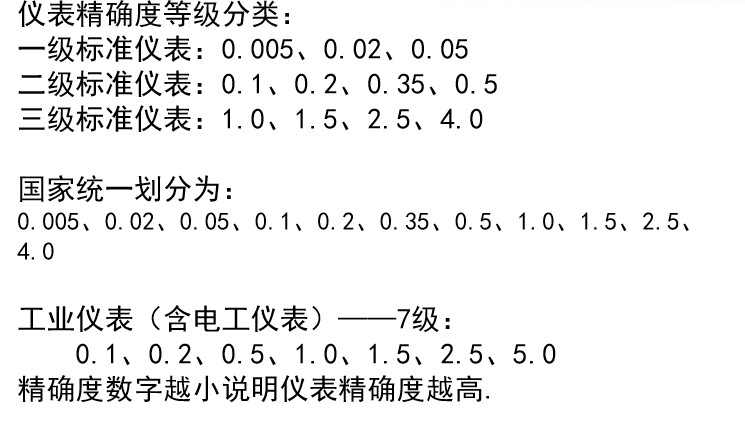 仪表精确度等级分类：
一级标准仪表：0.005、0.02、0.05
二级标准仪表：0.1、0.2、0.35、0.5
三级标准仪表：1.0、1.5、2.5、4.0
国家统一划分为：
0.005、0.02、0.05、0.1、0.2、0.35、0.5、1.0、1.5、2.5、
4.0
工业仪表（含电工仪表）——7级：
0.1、0.2、0.5、1.0、1.5、2.5、5.0
精确度数字越小说明仪表精确度越高.